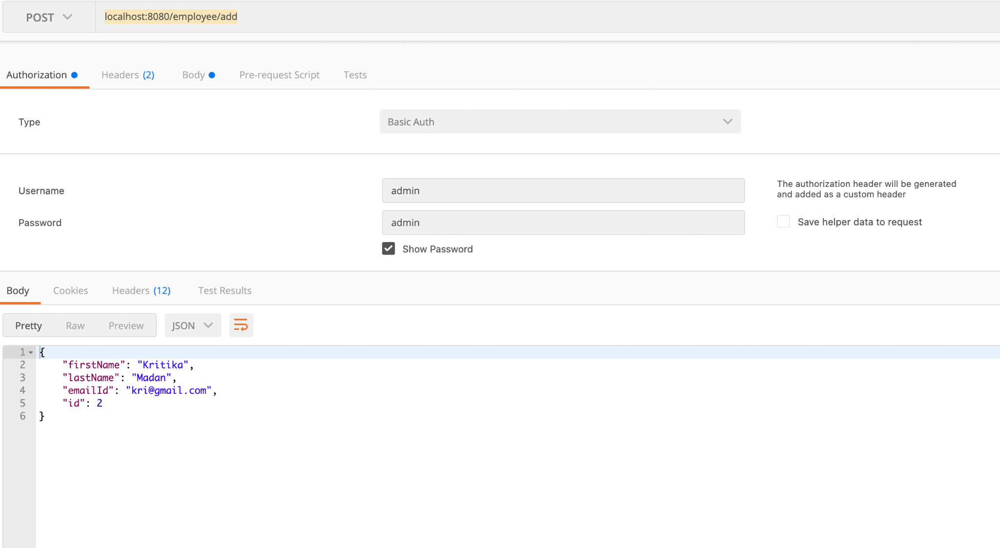 POST localhost:8080/employee/add
Authorization Headers (2) Body Pre-request Script Tests
Type Basic Auth
Username admin
The authorization header will be generated
and added as a custom header
Password admin
Save helper data to request
Show Password
Body Cookies Headers (12) Test Results
Pretty Raw Preview JSON
1 {
2 "firstName": "Kritika",
3 "lastName": "Madan",
4 "emailId": "kri@gmail.com",
5 "id": 2
6 }